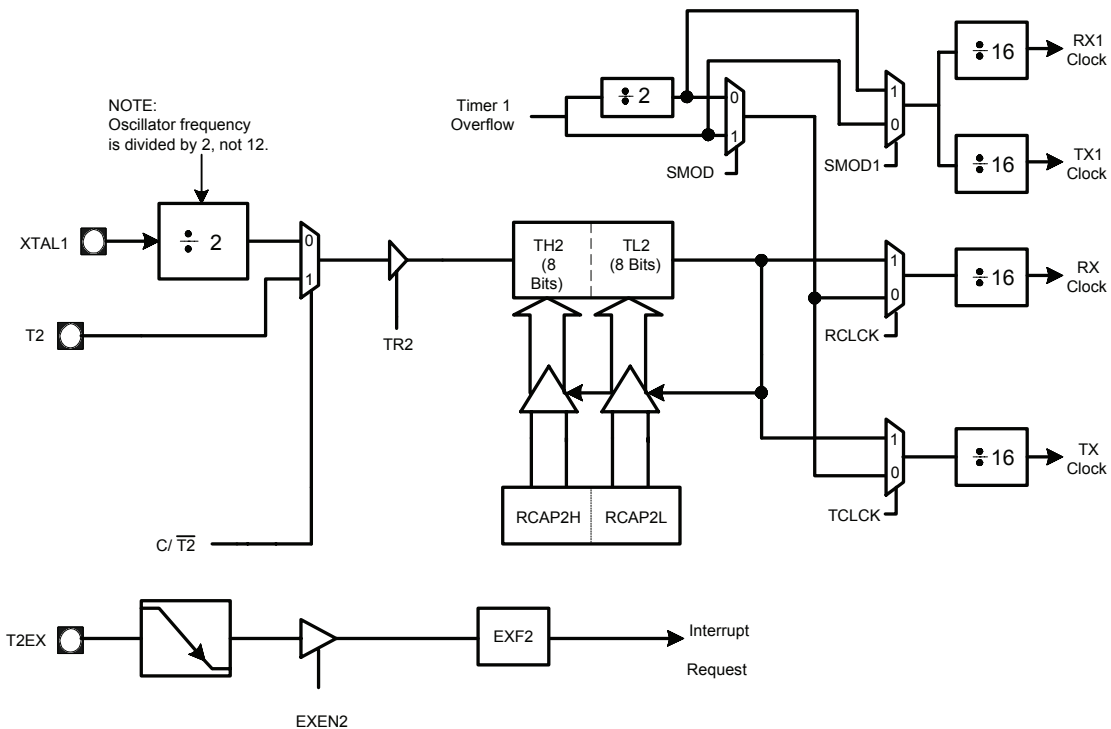 NOTE:
Oscillator frequency
is divided by 2, not 12.
XTAL1
÷ 2
0
1
T2
C/ T2
TR2
Timer 1
Overflow
÷ 2
0
1
SMOD
1
0
SMOD1
÷ 16
RX1
Clock
÷ 16
TX1
Clock
TH2
(8
Bits)
TL2
(8 Bits)
RCAP2H
RCAP2L
1
0
RCLCK
÷ 16
RX
Clock
1
0
TCLCK
÷ 16
TX
Clock
T2EX
EXEN2
EXF2
Interrupt
Request